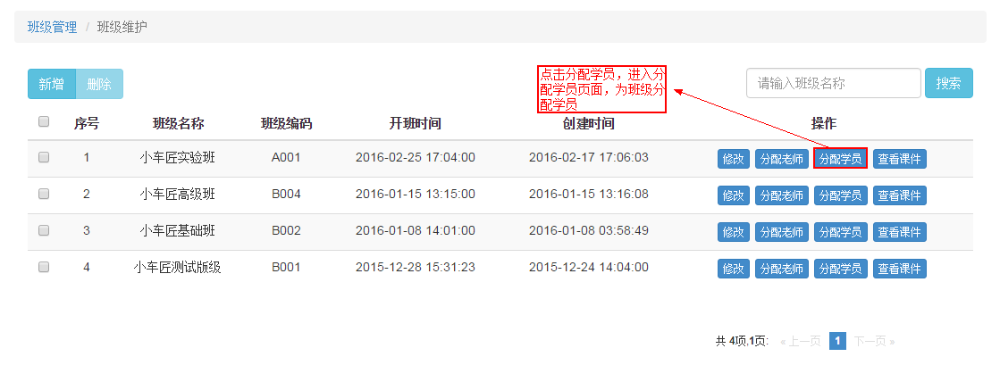 班级管理 / 班级维护
新增 删除
点击分配学员，进入分
配学员页面，为班级分
配学员
请输入班级名称 搜索
序号 班级名称 班级编码 开班时间 创建时间 操作
1 小车匠实验班 A001 2016-02-25 17:04:00 2016-02-17 17:06:03 修改 分配老师 分配学员 查看课件
2 小车匠高级班 B004 2016-01-15 13:15:00 2016-01-15 13:16:08 修改 分配老师 分配学员 查看课件
3 小车匠基础班 B002 2016-01-08 14:01:00 2016-01-08 03:58:49 修改 分配老师 分配学员 查看课件
4 小车匠测试版级 B001 2015-12-28 15:31:23 2015-12-24 14:04:00 修改 分配老师 分配学员 查看课件
共 4项,1页: « 上一页 1 下一页 »